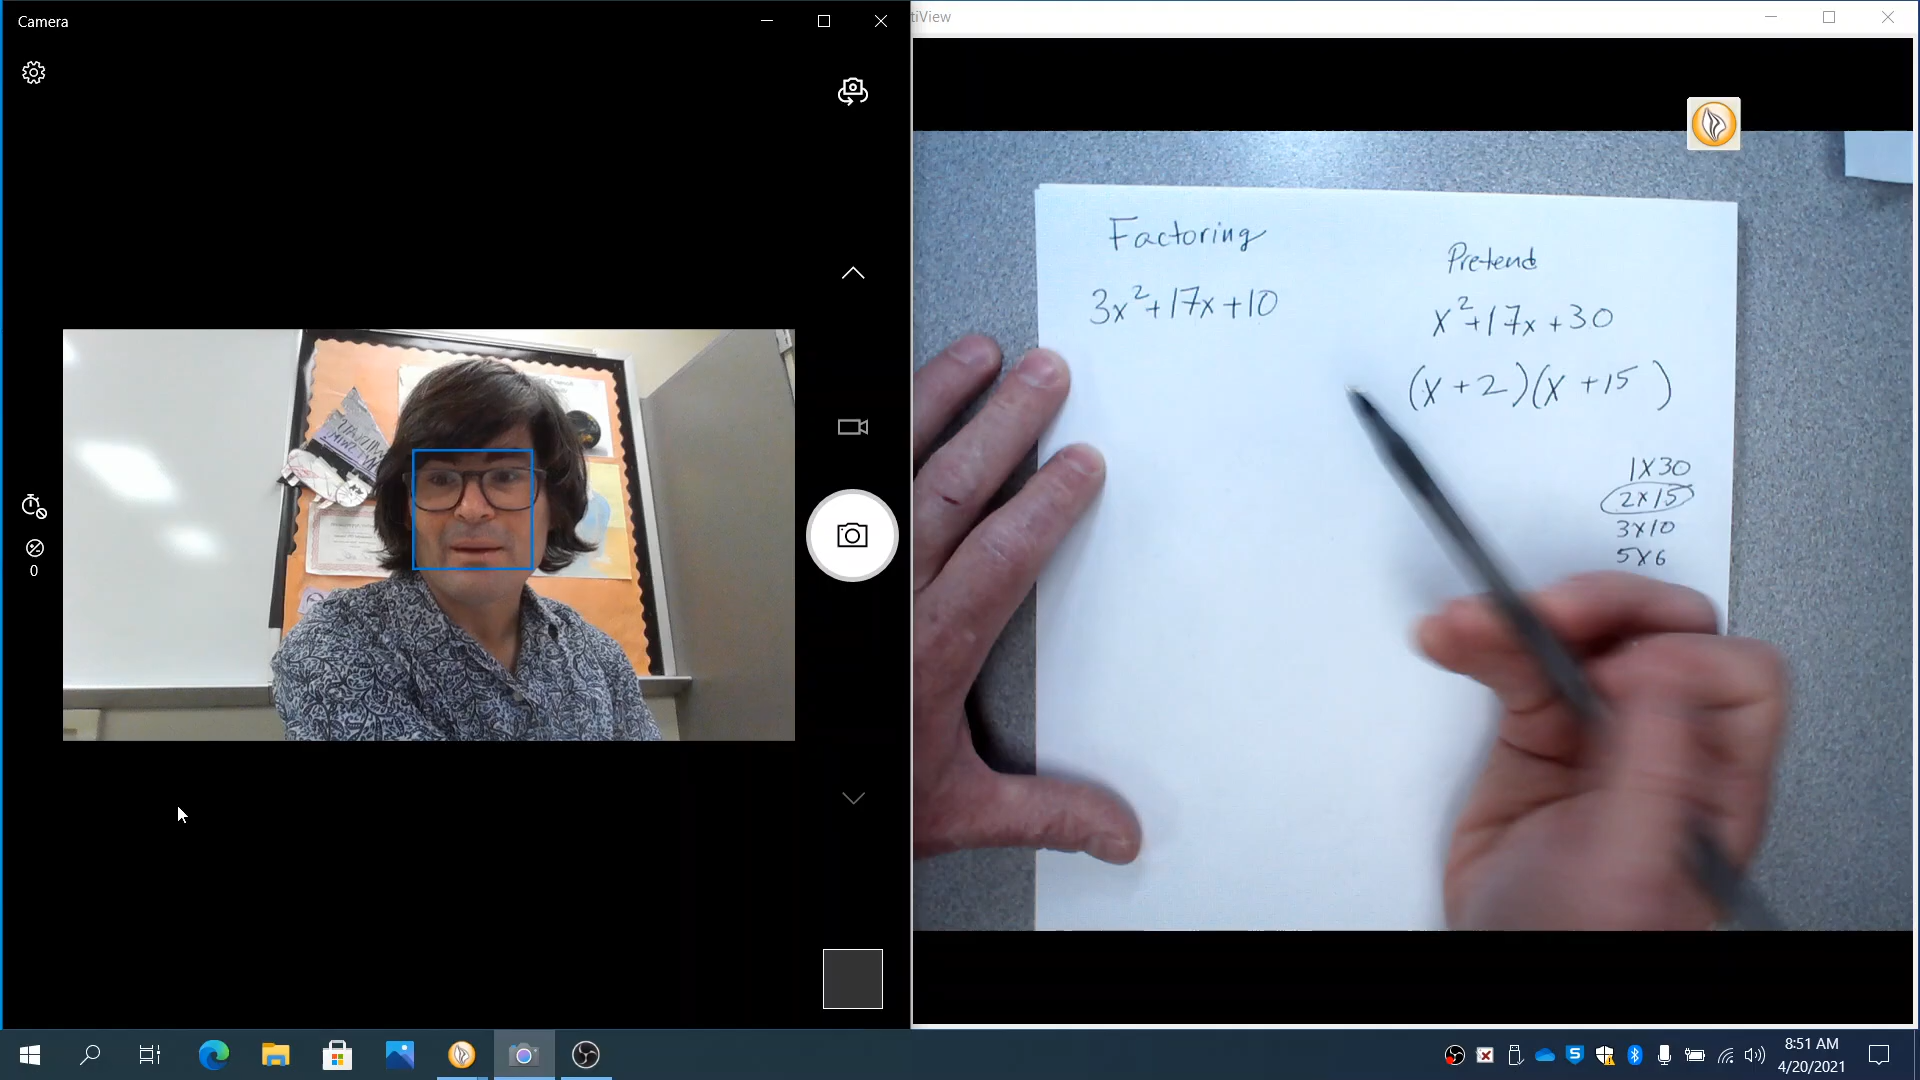 Camera
tiView
0
Factoring
3x²+17x+10
Pretend
x²+17x+30
(x+2)(x+15)
1x30
2x15
3x10
5x6
8:51 AM
4/20/2021